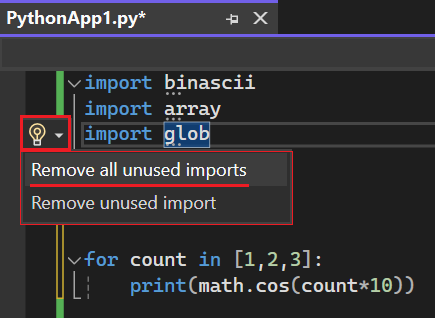 PythonApp1.py*
import binascii
import array
import glob
Remove all unused imports
Remove unused import
for count in [1,2,3]:
print(math.cos(count*10))